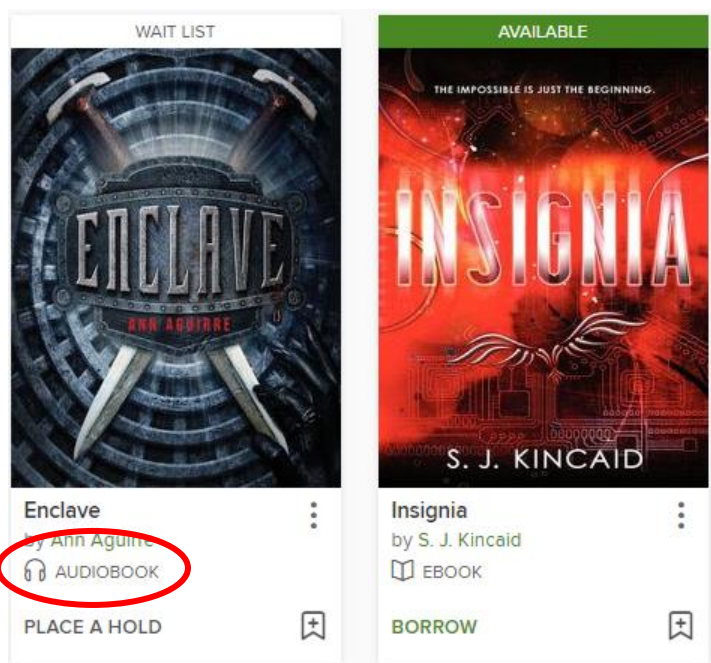 WAIT LIST
ENCLAVE
ANN AGUIRRE
Enclave
by Ann Aguirre
AUDIOBOOK
PLACE A HOLD
AVAILABLE
THE IMPOSSIBLE IS JUST THE BEGINNING.
INSIGNIA
S. J. KINCAID
Insignia
by S. J. Kincaid
EBOOK
BORROW